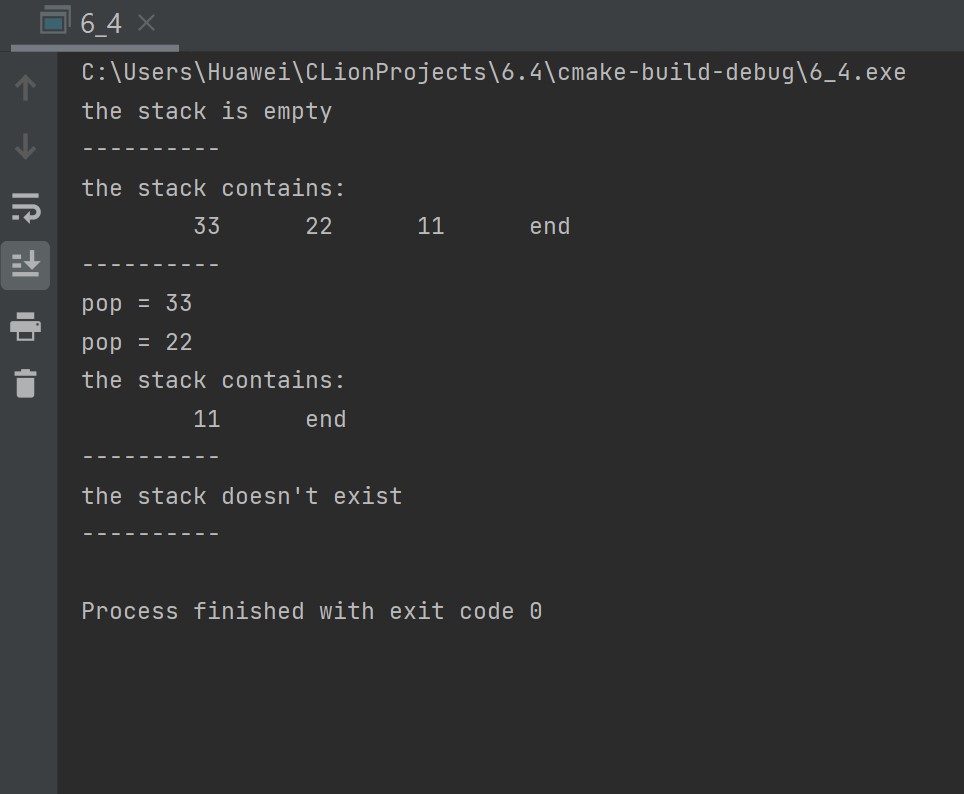 6_4
C:\Users\Huawei\CLionProjects\6.4\cmake-build-debug\6_4.exe
the stack is empty
----------
the stack contains:
33 22 11 end
----------
pop = 33
pop = 22
the stack contains:
11 end
----------
the stack doesn't exist
----------
Process finished with exit code 0